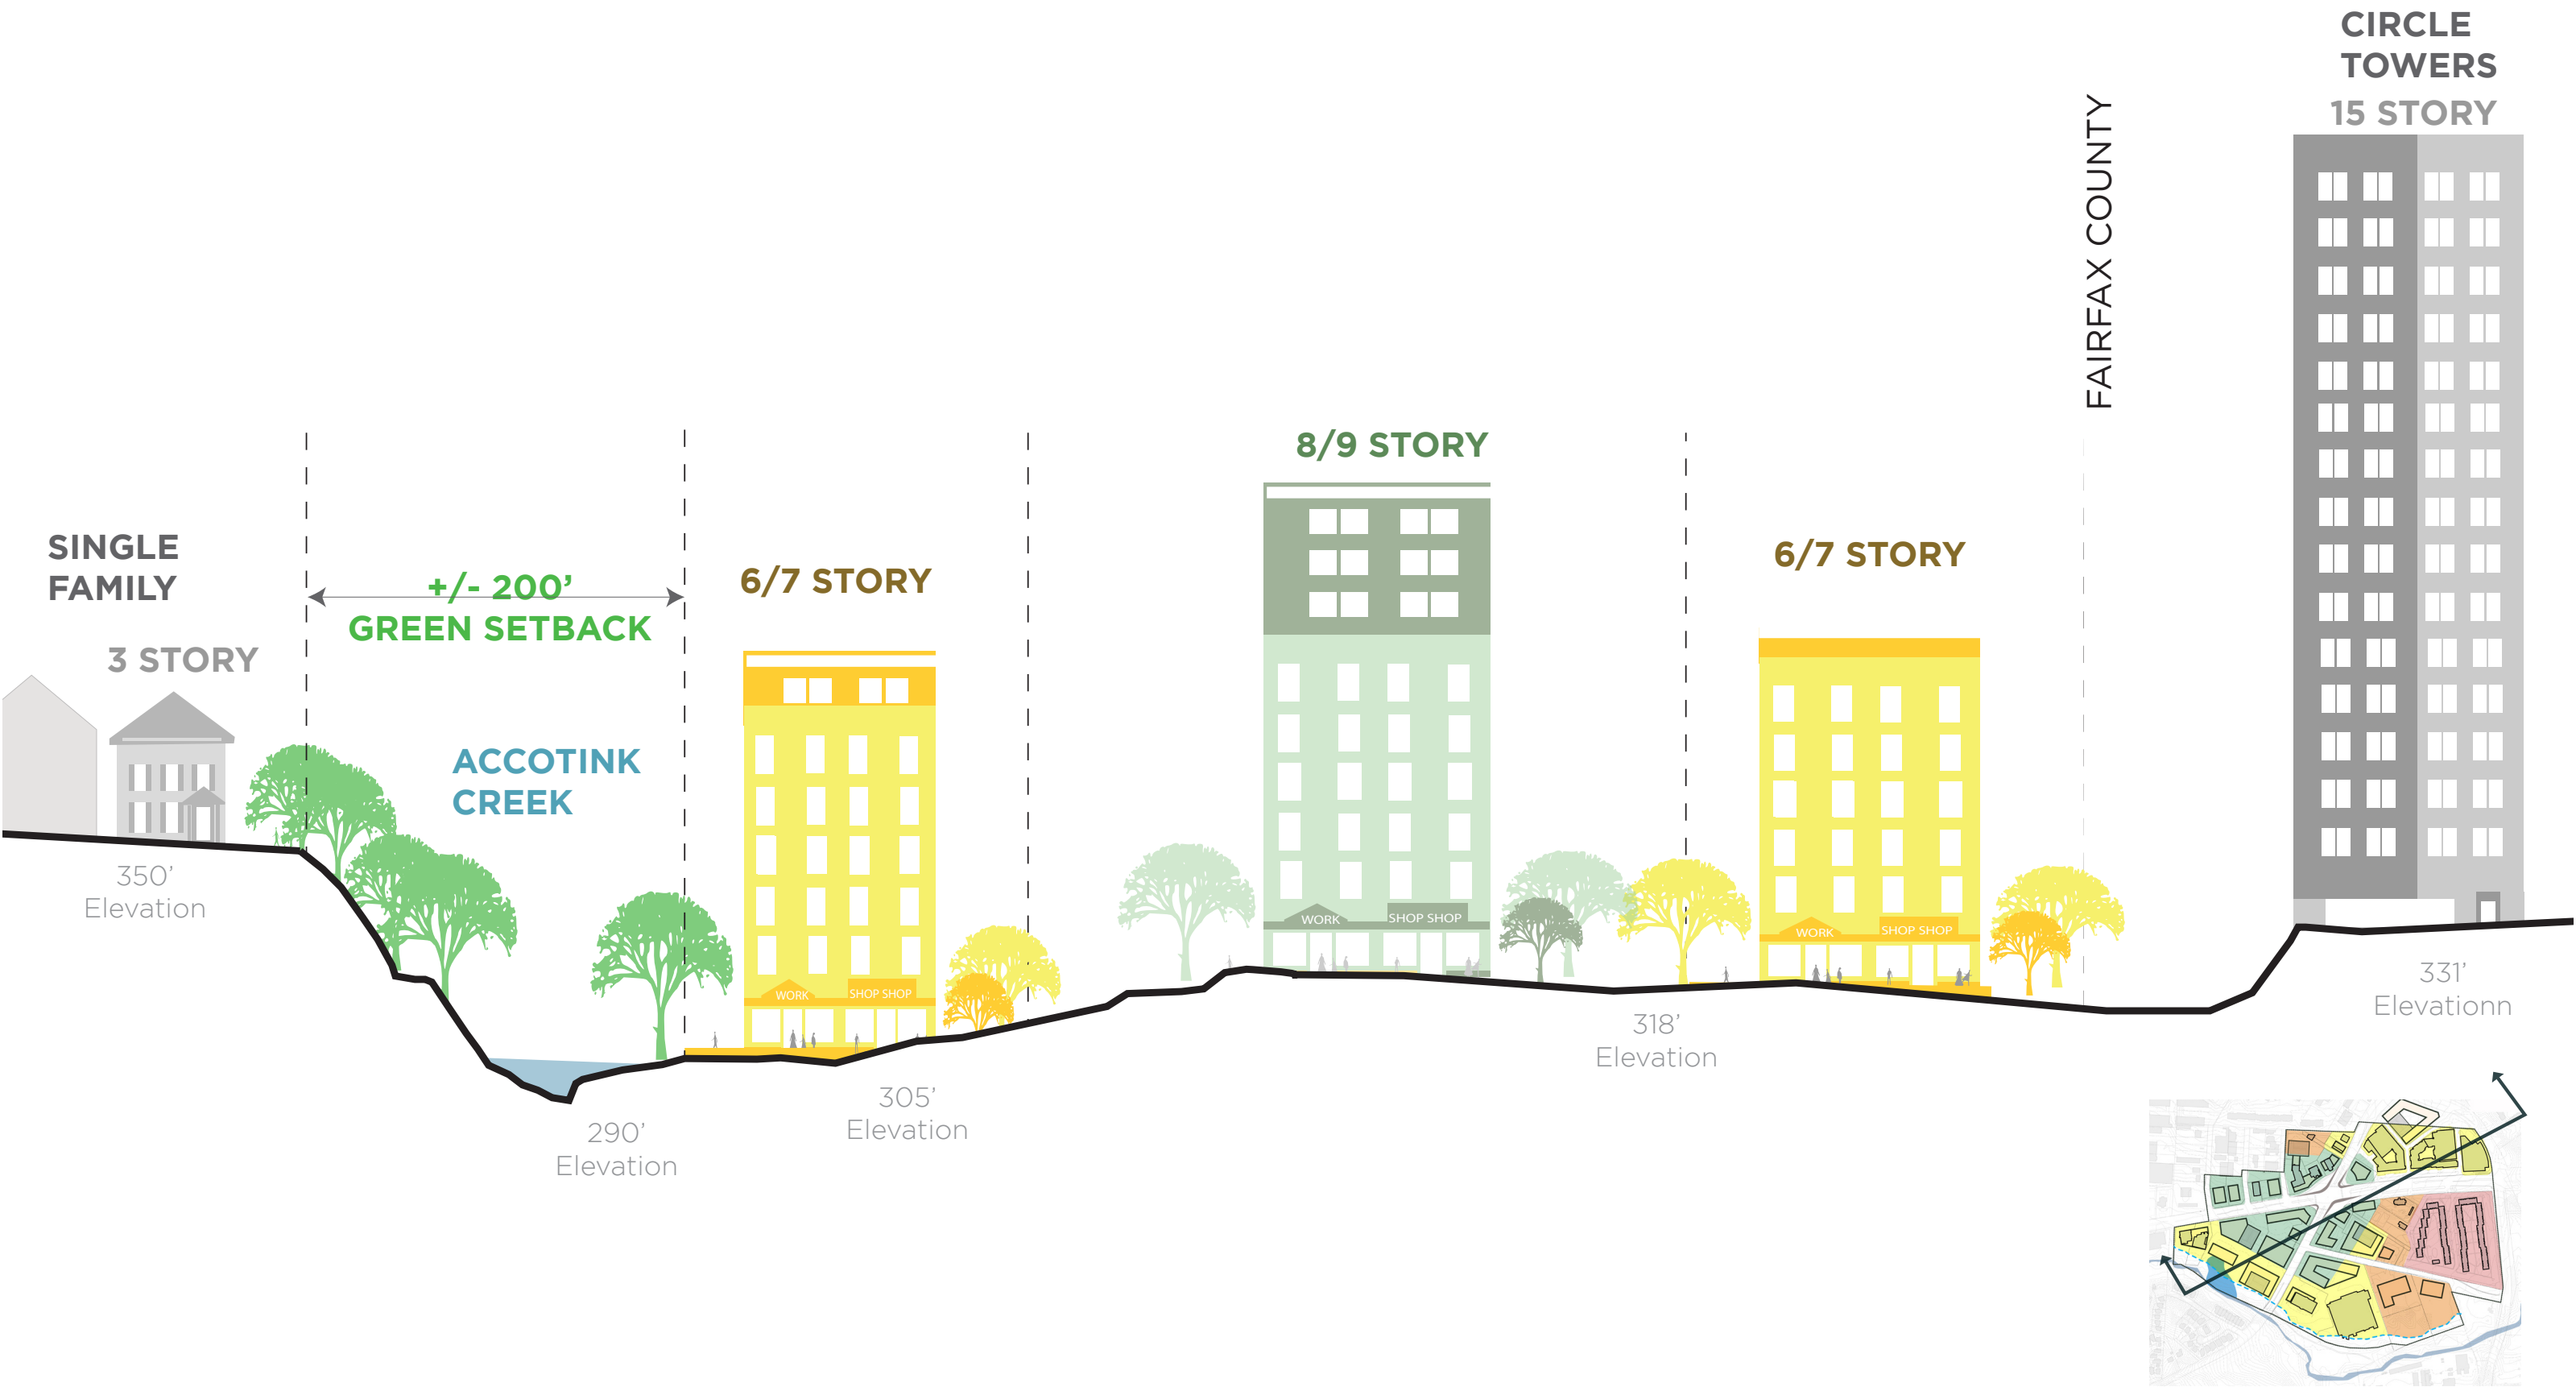 CIRCLE
TOWERS
15 STORY
FAIRFAX COUNTY
8/9 STORY
SINGLE
FAMILY
3 STORY
+/- 200’
GREEN SETBACK
6/7 STORY
6/7 STORY
ACCOTINK
CREEK
350’
Elevation
WORK
SHOP SHOP
WORK
SHOP SHOP
WORK
SHOP SHOP
290’
Elevation
305’
Elevation
318’
Elevation
331’
Elevationn